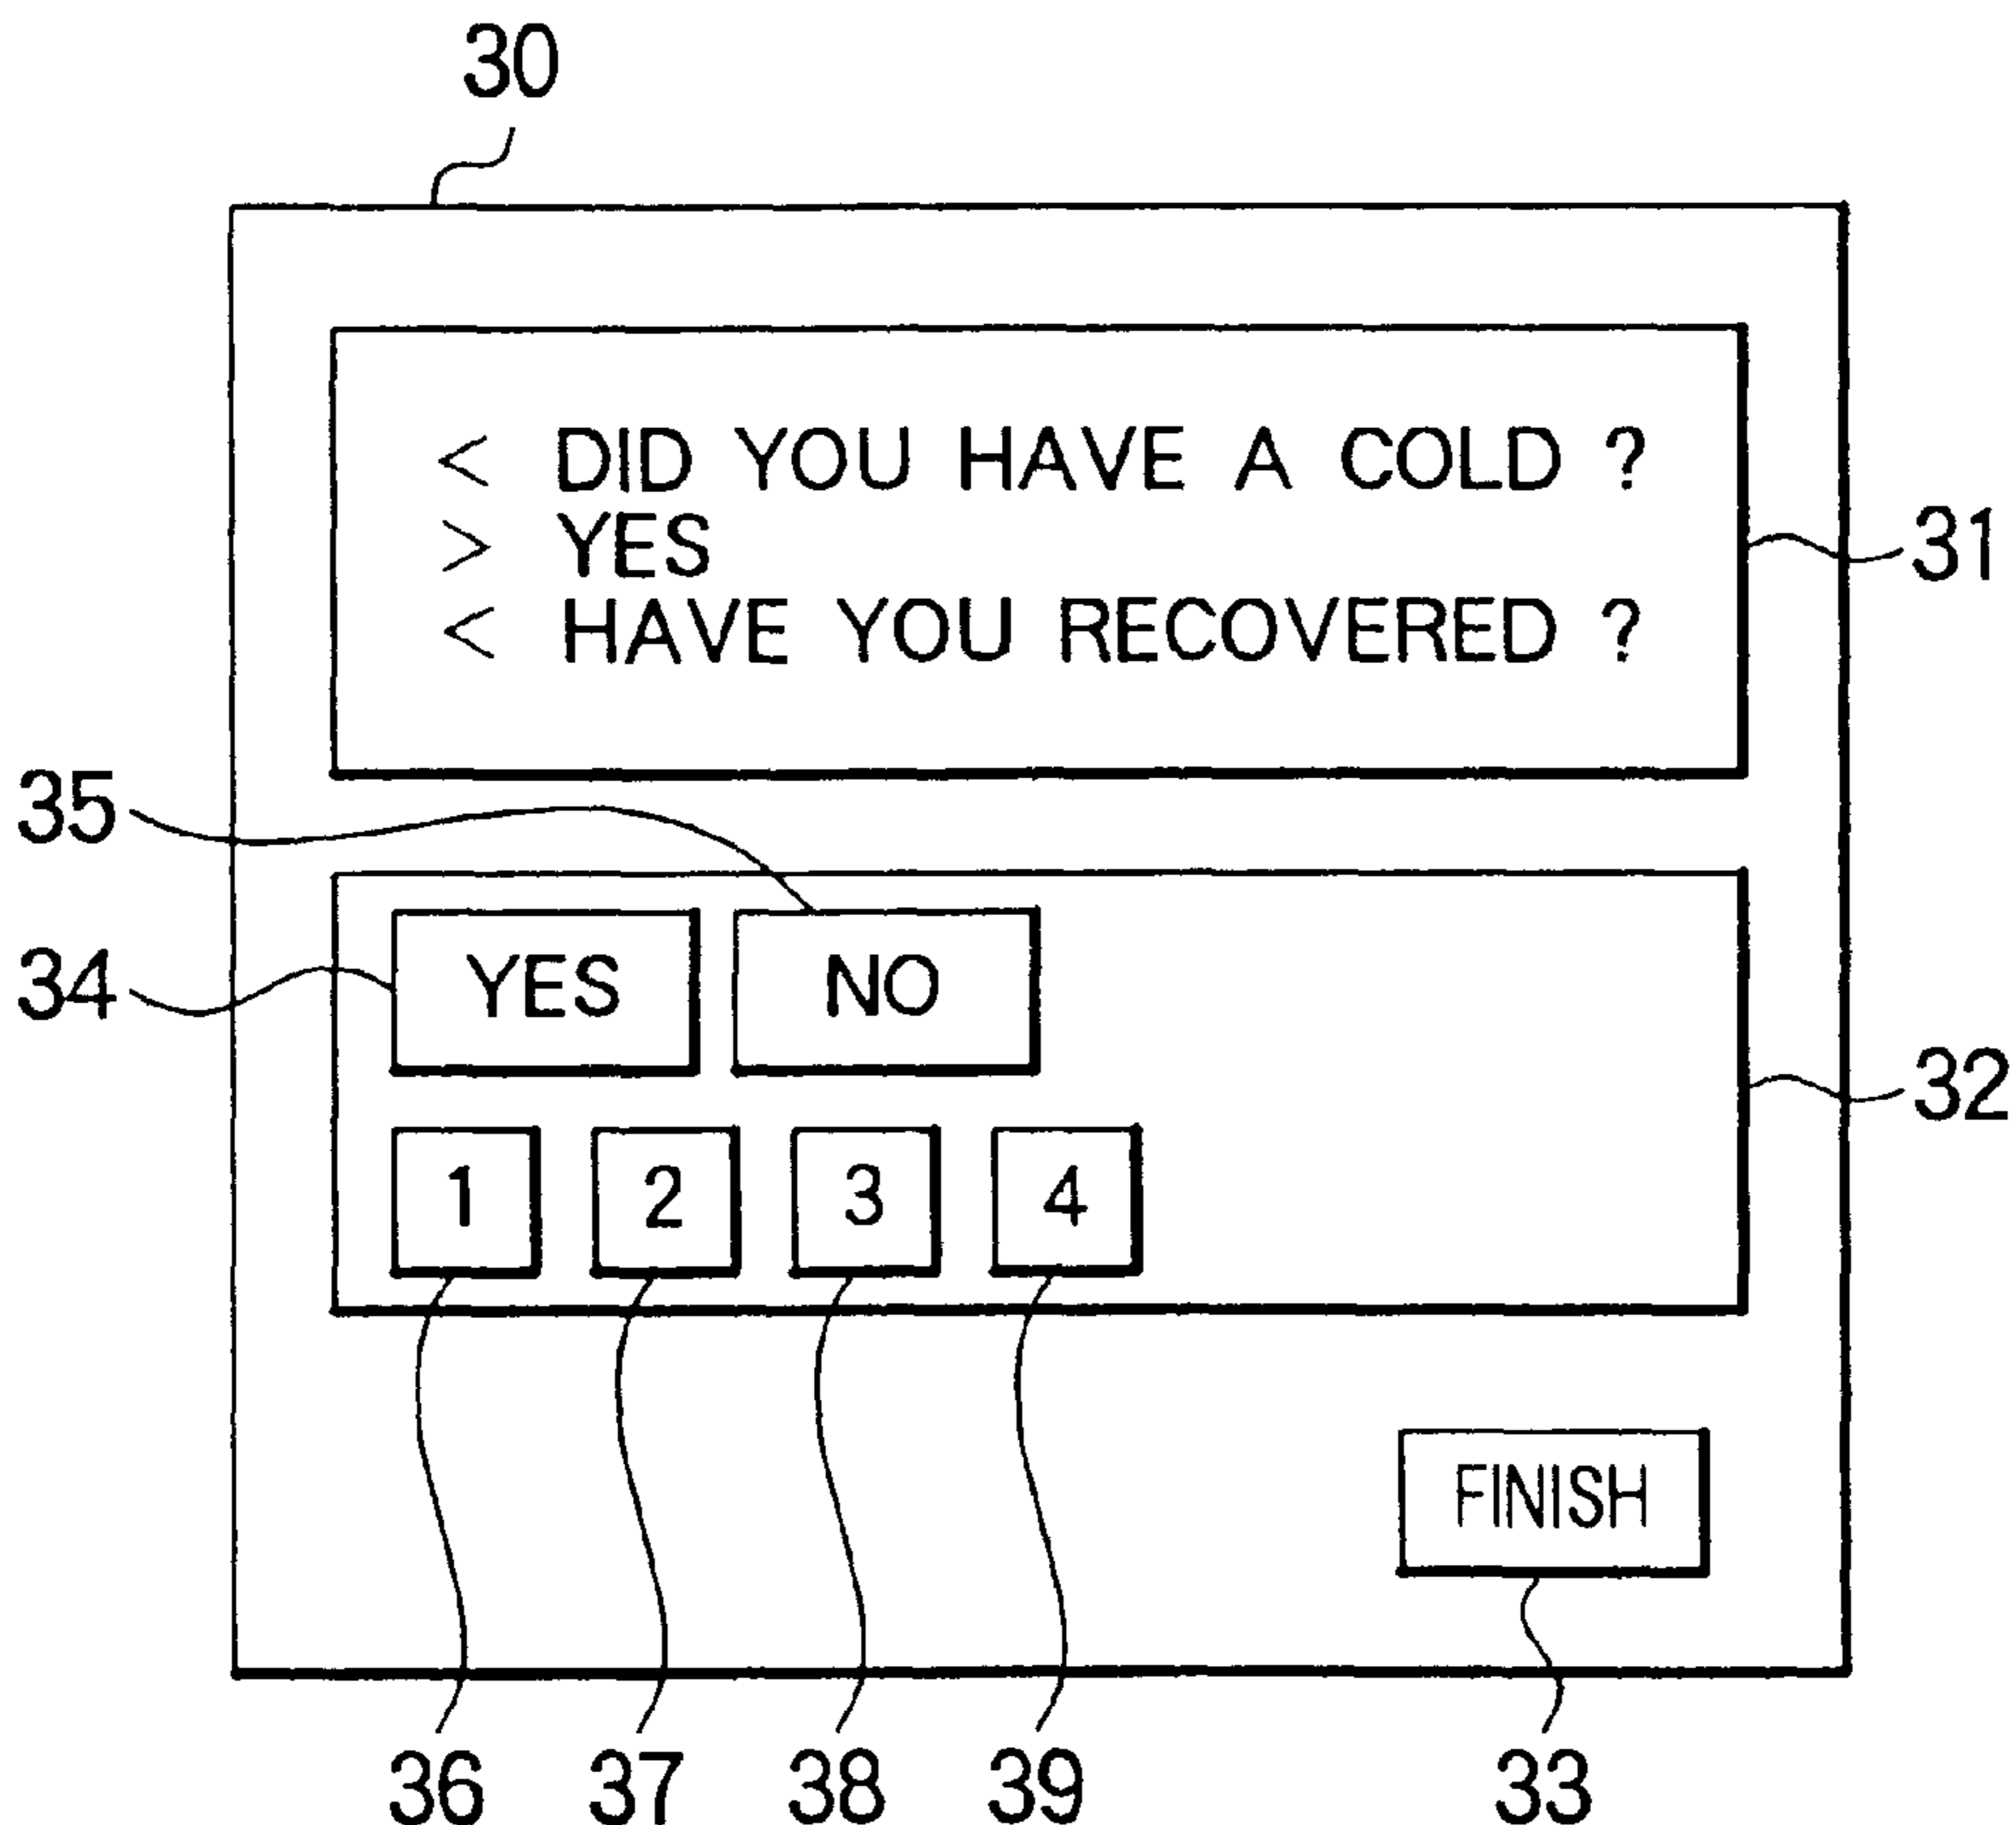 30
< DID YOU HAVE A COLD ?
> YES
< HAVE YOU RECOVERED ?
31
35
34
YES NO
32
1 2 3 4
FINISH
36 37 38 39 33